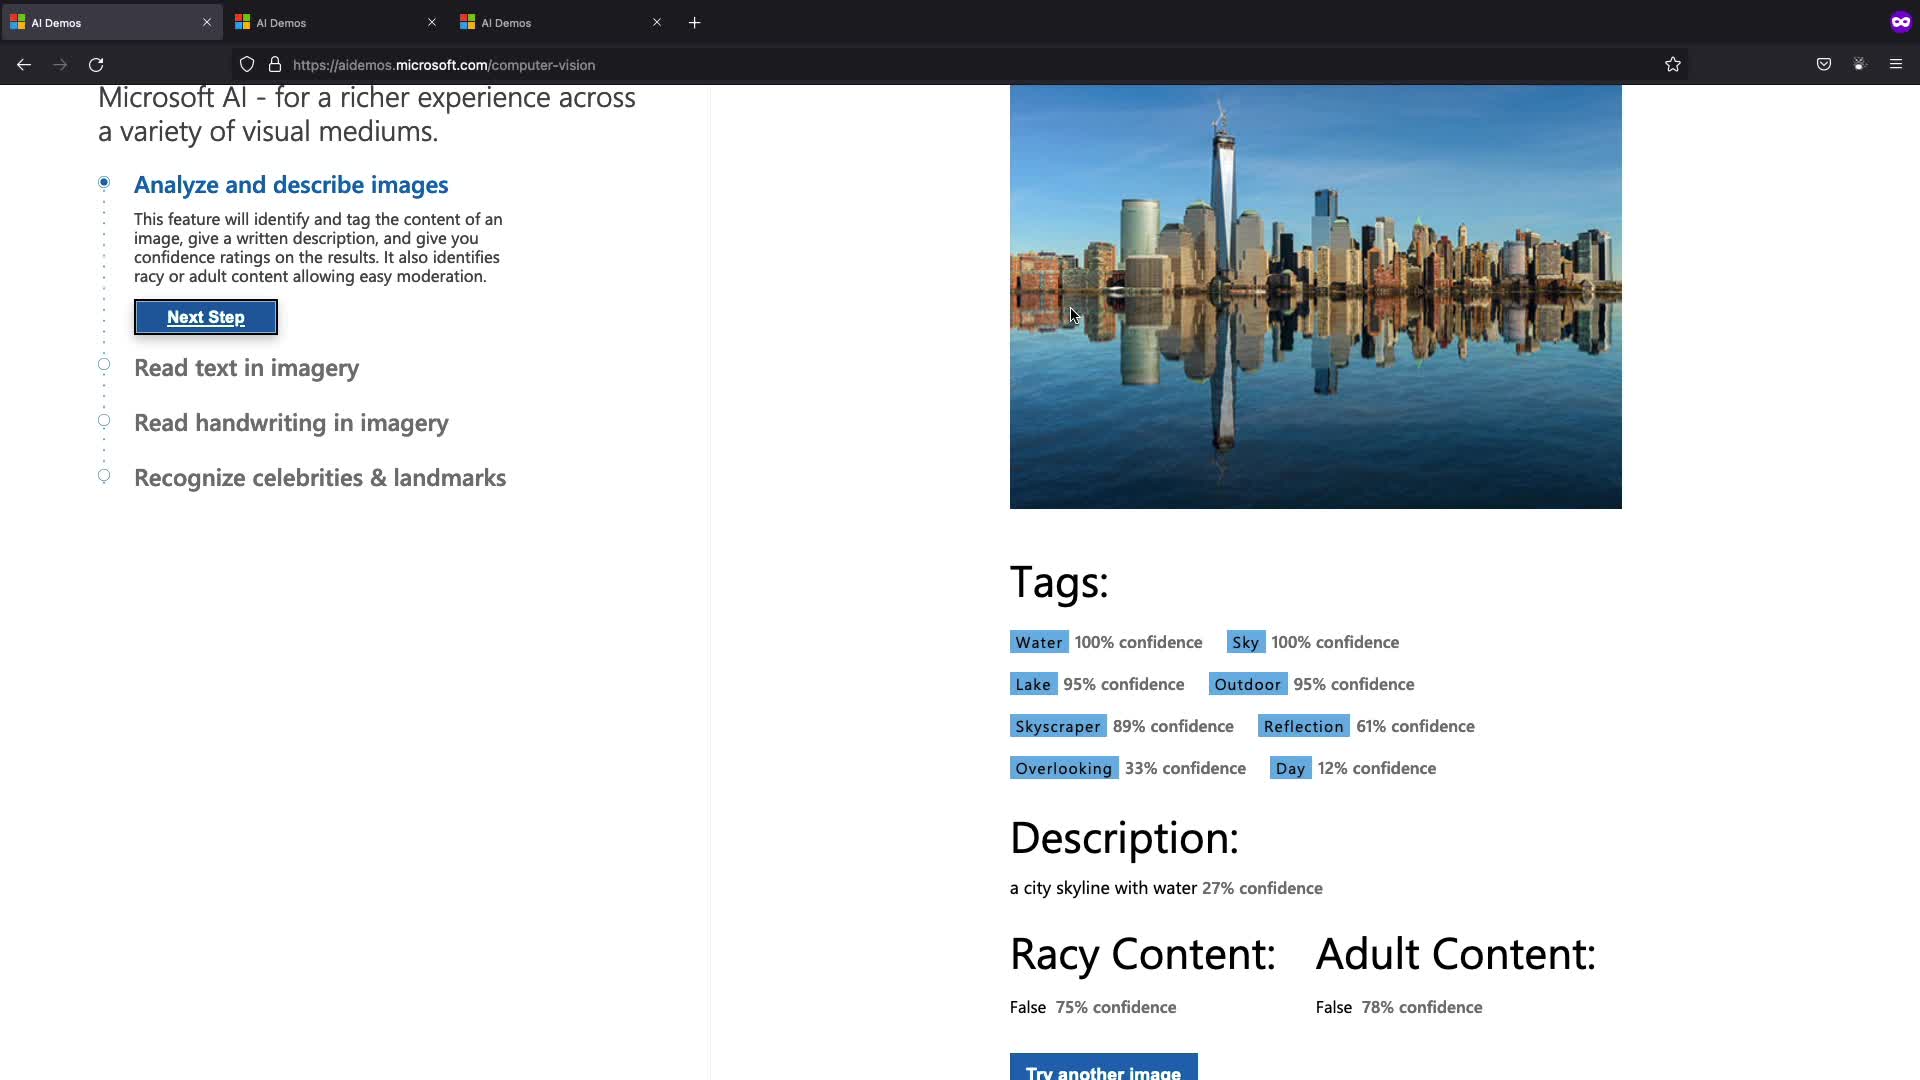 AI Demos
AI Demos
AI Demos
https://aidemos.microsoft.com/computer-vision
Microsoft AI - for a richer experience across
a variety of visual mediums.
Analyze and describe images
This feature will identify and tag the content of an
image, give a written description, and give you
confidence ratings on the results. It also identifies
racy or adult content allowing easy moderation.
Next Step
Read text in imagery
Read handwriting in imagery
Recognize celebrities & landmarks
Tags:
Water 100% confidence Sky 100% confidence
Lake 95% confidence Outdoor 95% confidence
Skyscraper 89% confidence Reflection 61% confidence
Overlooking 33% confidence Day 12% confidence
Description:
a city skyline with water 27% confidence
Racy Content: Adult Content:
False 75% confidence False 78% confidence
Try another image